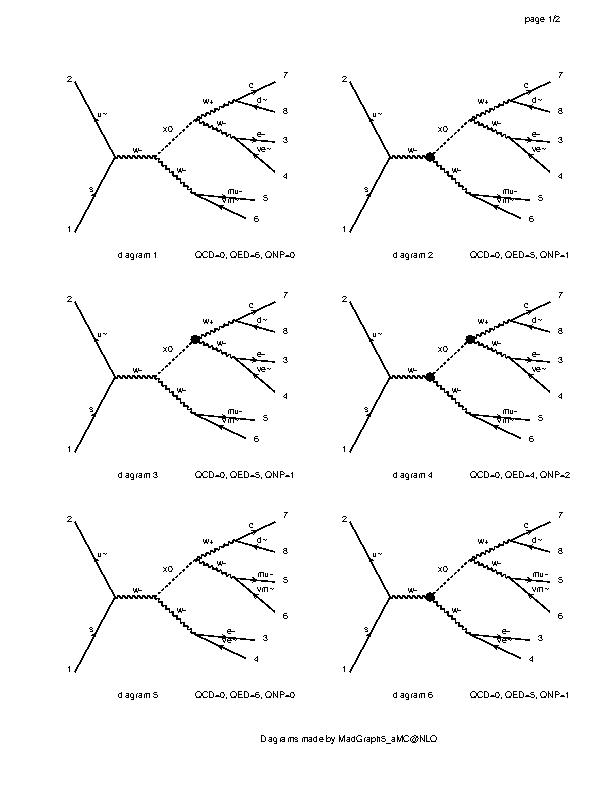 page 1/2
2
u~
s
1
w-
x0
w+
w-
w-
c
d~
e-
ve~
mu-
vm~
7
8
3
4
5
6
diagram 1 QCD=0, QED=6, QNP=0
2
u~
s
1
w-
x0
w+
w-
w-
c
d~
e-
ve~
mu-
vm~
7
8
3
4
5
6
diagram 2 QCD=0, QED=5, QNP=1
2
u~
s
1
w-
x0
w+
w-
w-
c
d~
e-
ve~
mu-
vm~
7
8
3
4
5
6
diagram 3 QCD=0, QED=5, QNP=1
2
u~
s
1
w-
x0
w+
w-
w-
c
d~
e-
ve~
mu-
vm~
7
8
3
4
5
6
diagram 4 QCD=0, QED=4, QNP=2
2
u~
s
1
w-
x0
w+
w-
w-
c
d~
mu-
vm~
e-
ve~
7
8
5
6
3
4
diagram 5 QCD=0, QED=6, QNP=0
2
u~
s
1
w-
x0
w+
w-
w-
c
d~
mu-
vm~
e-
ve~
7
8
5
6
3
4
diagram 6 QCD=0, QED=5, QNP=1
Diagrams made by MadGraph5_aMC@NLO